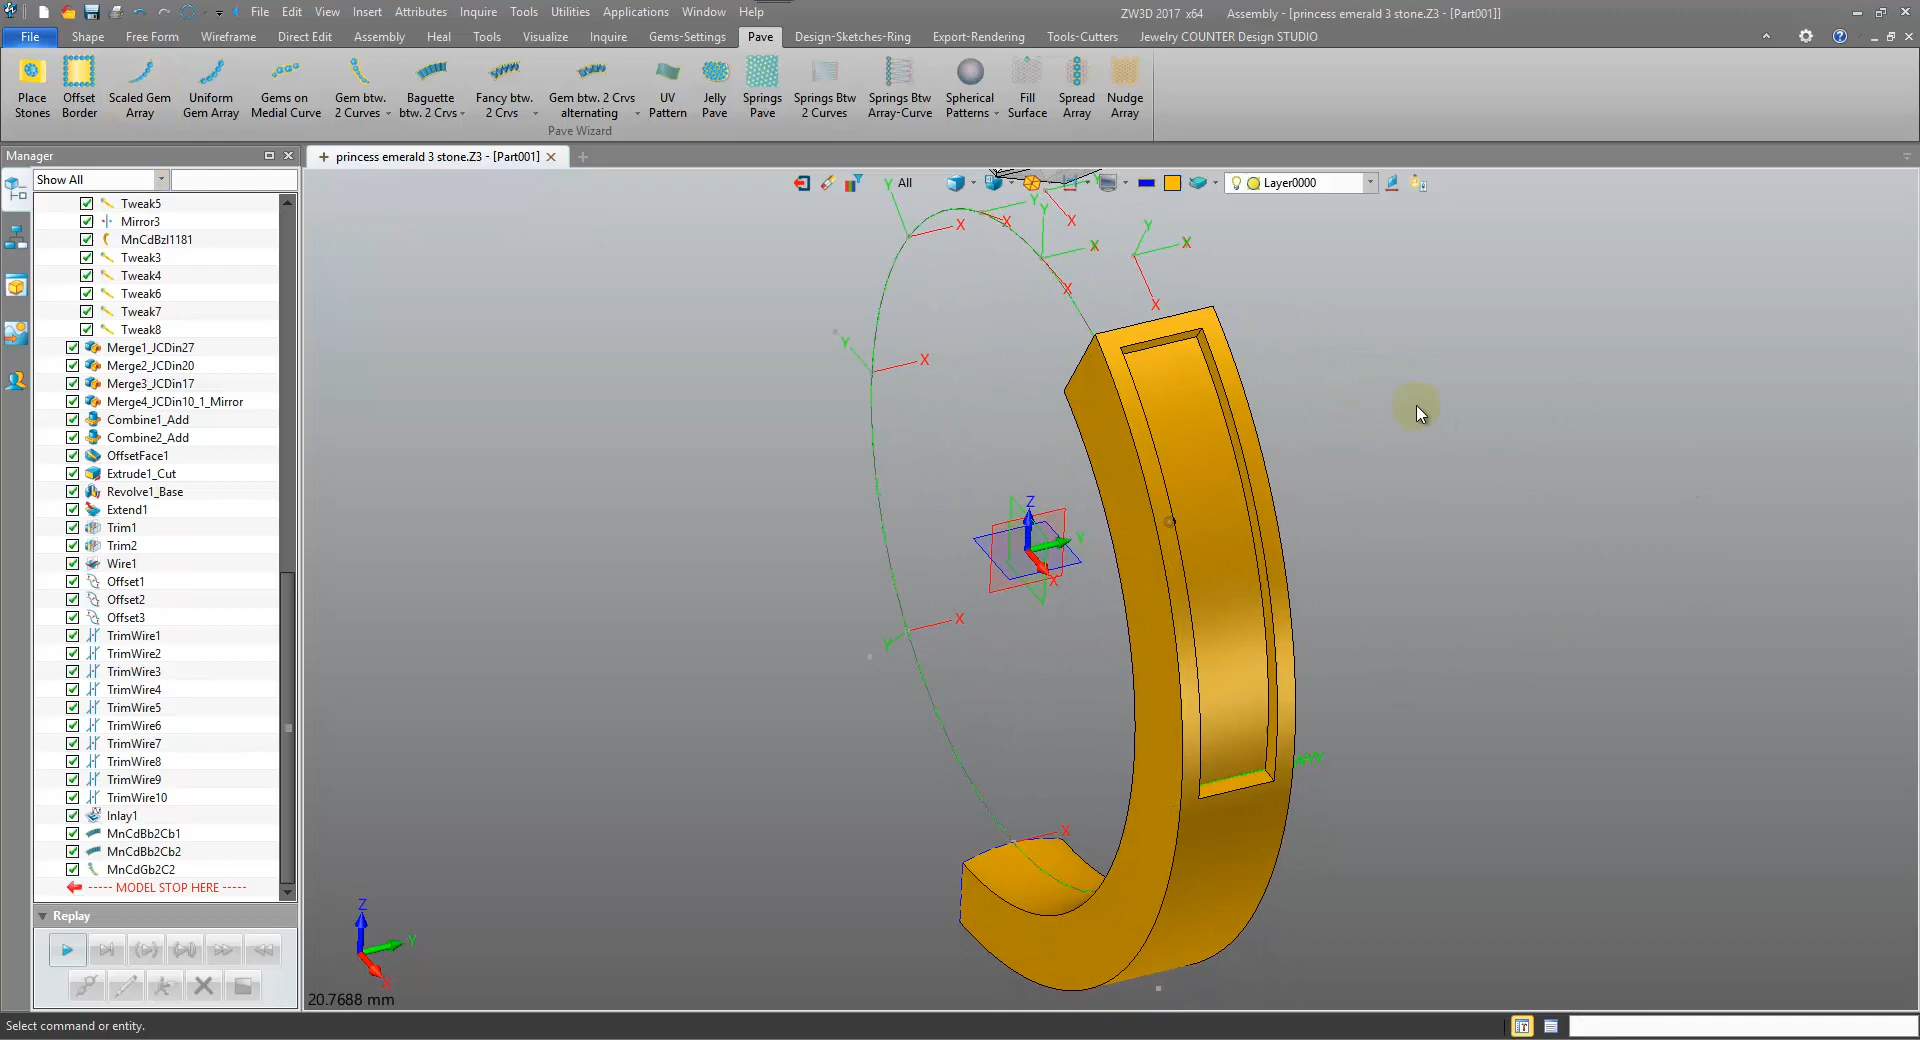 File Edit View Insert Attributes Inquire Tools Utilities Applications Window Help
ZW3D 2017 x64 Assembly - [princess emerald 3 stone.Z3 - [Part001]]
File Shape Free Form Wireframe Direct Edit Assembly Heal Tools Visualize Inquire Gems-Settings Pave Design-Sketches-Ring Export-Rendering Tools-Cutters Jewelry COUNTER Design STUDIO
Place Offset Scaled Gem Uniform Gems on Gem btw. Baguette Fancy btw. Gem btw. 2 Crvs UV Jelly Springs Springs Btw Springs Btw Spherical Fill Spread Nudge
Stones Border Array Gem Array Medial Curve 2 Curves btw. 2 Crvs 2 Crvs alternating Pattern Pave Pave 2 Curves Array-Curve Patterns Surface Array Array
Pave Wizard
Manager
princess emerald 3 stone.Z3 - [Part001]
Show All
All
Layer0000
Tweak5
Mirror3
MnCdBzl1181
Tweak3
Tweak4
Tweak6
Tweak7
Tweak8
Merge1_JCDin27
Merge2_JCDin20
Merge3_JCDin17
Merge4_JCDin10_1_Mirror
Combine1_Add
Combine2_Add
OffsetFace1
Extrude1_Cut
Revolve1_Base
Extend1
Trim1
Trim2
Wire1
Offset1
Offset2
Offset3
TrimWire1
TrimWire2
TrimWire3
TrimWire4
TrimWire5
TrimWire6
TrimWire7
TrimWire8
TrimWire9
TrimWire10
Inlay1
MnCdBb2Cb1
MnCdBb2Cb2
MnCdGb2C2
----- MODEL STOP HERE -----
Replay
Y
Y
X
X
Y
X
X
Y
X
X
X
Y
X
Z
Y
X
X
Y
X
Z
Y
X
20.7688 mm
Select command or entity.